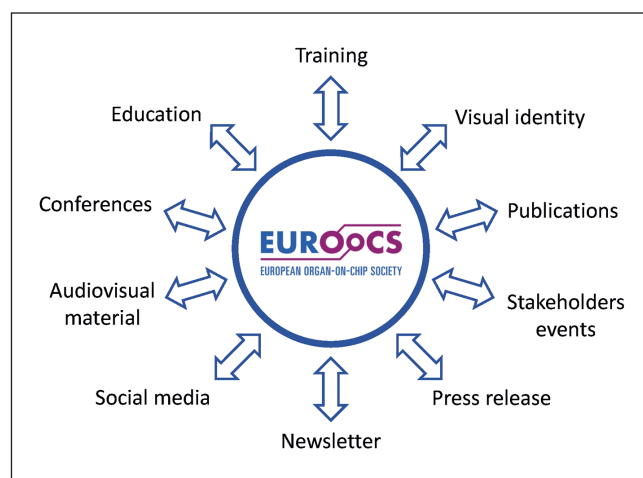 Training
Education
Visual identity
Conferences
Publications
EUROoCS
EUROPEAN ORGAN-ON-CHIP SOCIETY
Audiovisual
material
Stakeholders
events
Social media
Press release
Newsletter